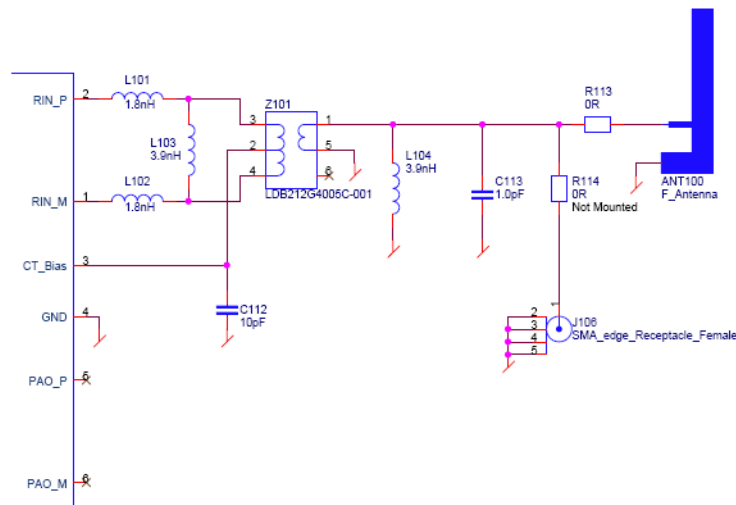 L101
1.8nH
RIN_P
2
L103
3.9nH
RIN_M
1
L102
1.8nH
CT_Bias
3
GND
4
C112
10pF
PAO_P
5
PAO_M
6
Z101
3
2
4
1
5
6
LDB212G4005C-001
L104
3.9nH
C113
1.0pF
R113
0R
R114
0R
Not Mounted
ANT100
F_Antenna
1
2
3
4
5
J106
SMA_edge_Receptacle_Female